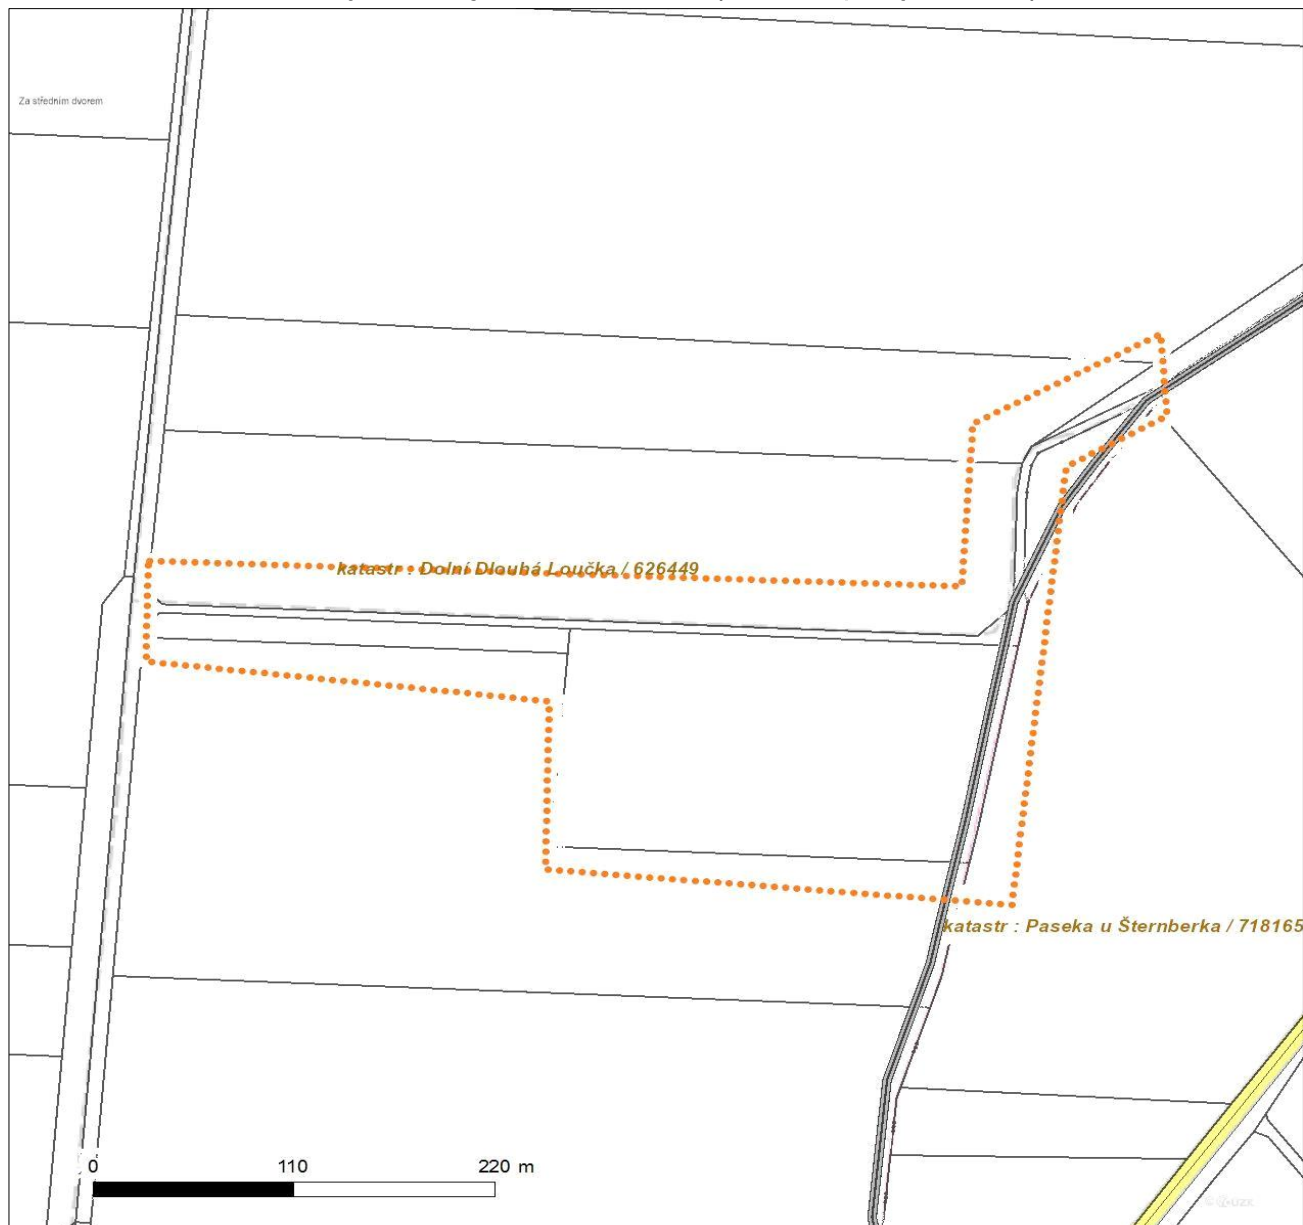 Za středním dvorem
katastr : Dolní Dlouhá Loučka / 626449
katastr : Paseka u Šternberka / 718165
0 110 220 m